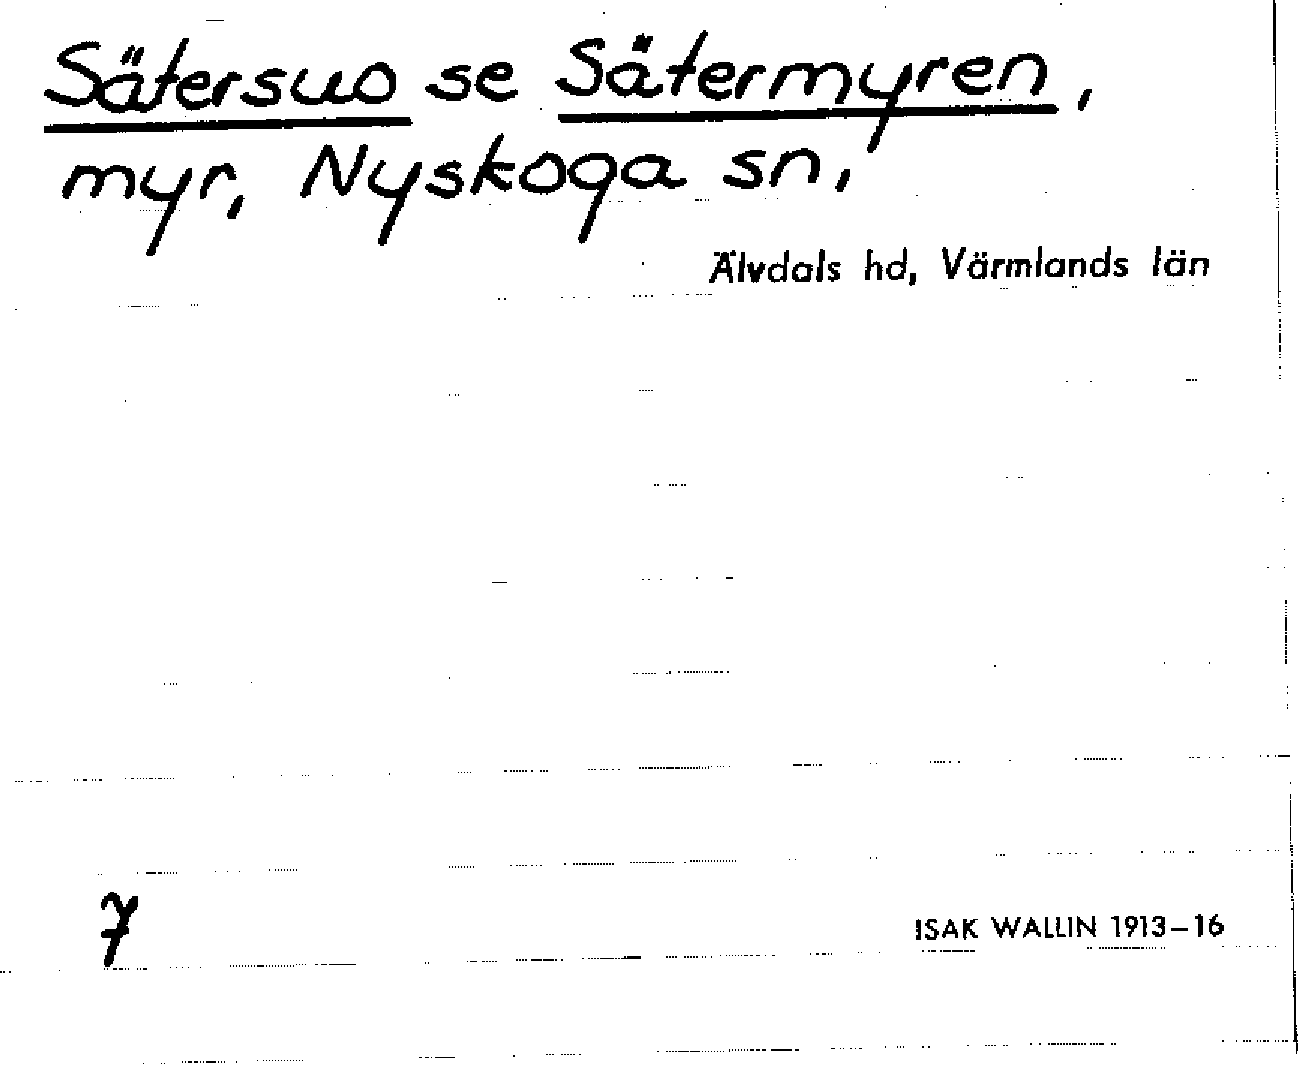 Sätersuo se Sätermyren,
myr, Nyskoga sn,
Älvdals hd, Värmlands län
7
ISAK WALLIN 1913–16